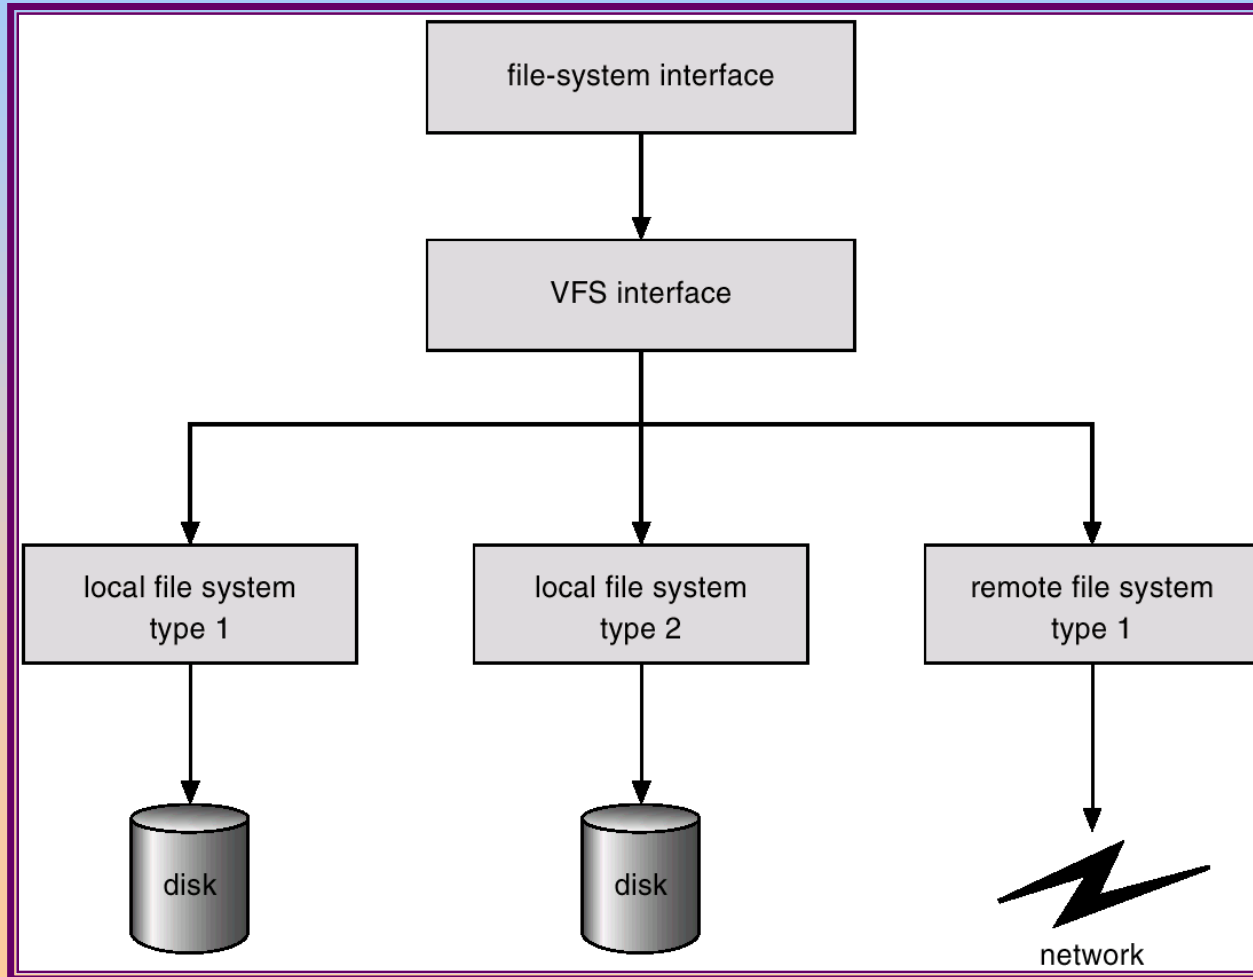 file-system interface
VFS interface
local file system
type 1
local file system
type 2
remote file system
type 1
disk
disk
network